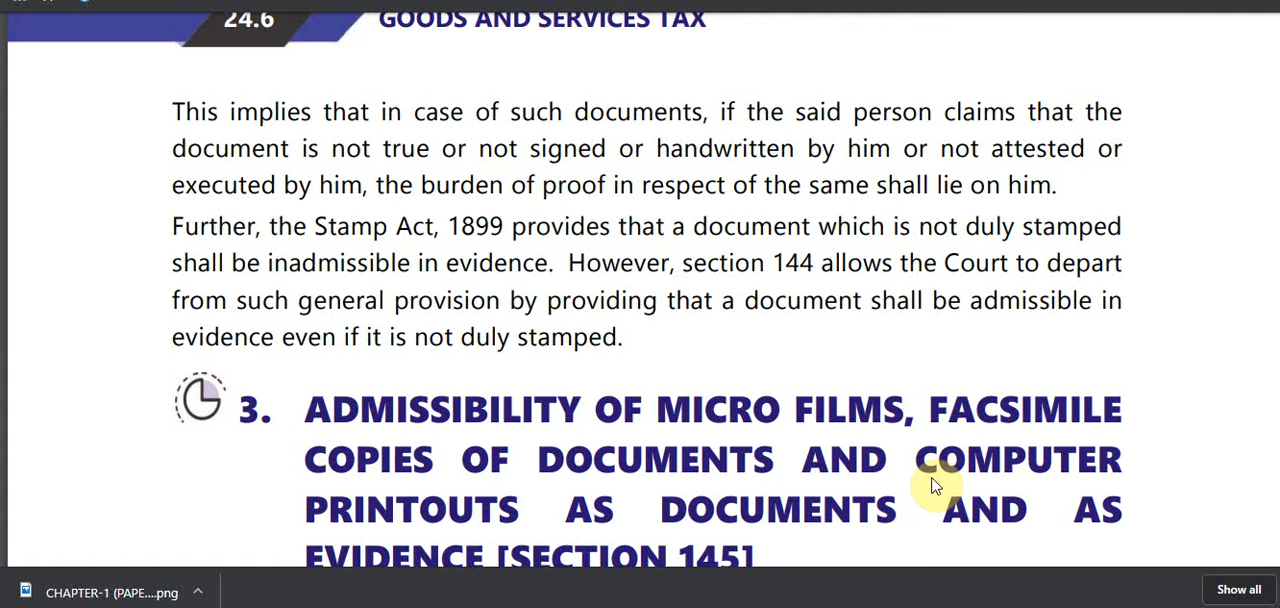 24.6 GOODS AND SERVICES TAX
This implies that in case of such documents, if the said person claims that the
document is not true or not signed or handwritten by him or not attested or
executed by him, the burden of proof in respect of the same shall lie on him.
Further, the Stamp Act, 1899 provides that a document which is not duly stamped
shall be inadmissible in evidence. However, section 144 allows the Court to depart
from such general provision by providing that a document shall be admissible in
evidence even if it is not duly stamped.
3. ADMISSIBILITY OF MICRO FILMS, FACSIMILE
COPIES OF DOCUMENTS AND COMPUTER
PRINTOUTS AS DOCUMENTS AND AS
EVIDENCE [SECTION 145]
CHAPTER-1 (PAPE....png
Show all